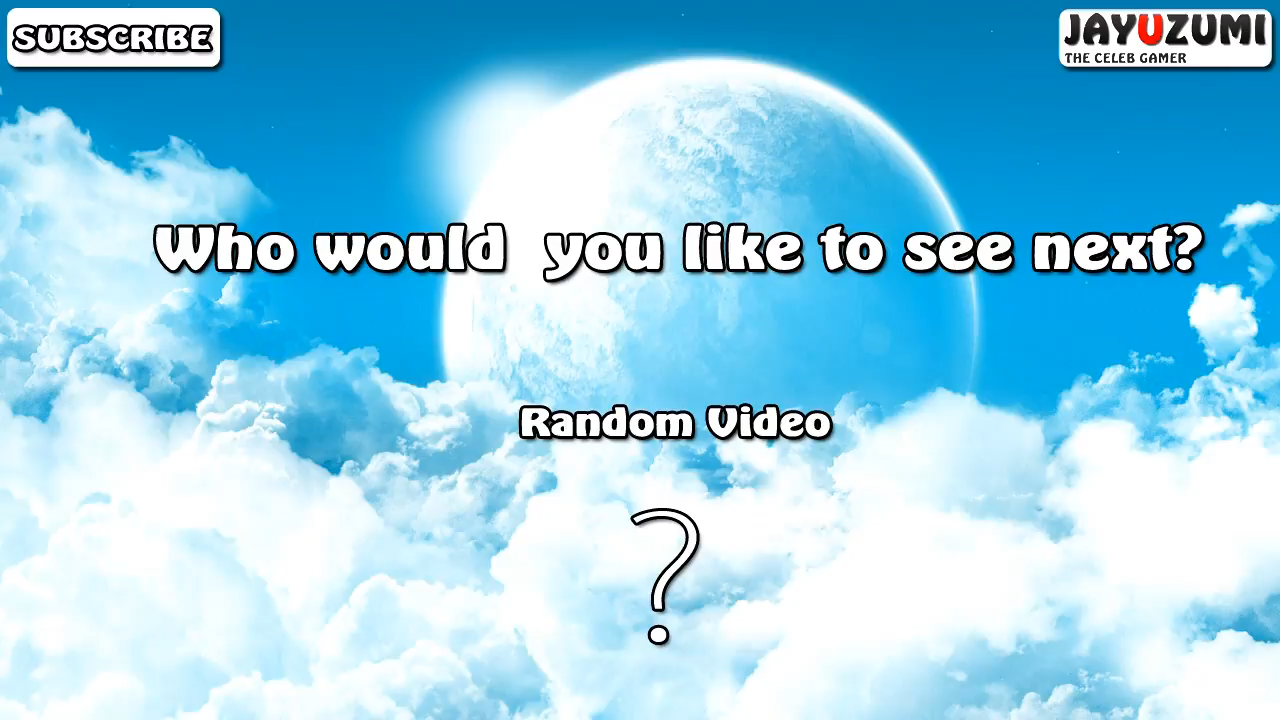 SUBSCRIBE
JAYUZUMI
THE CELEB GAMER
Who would you like to see next?
Random Video
?